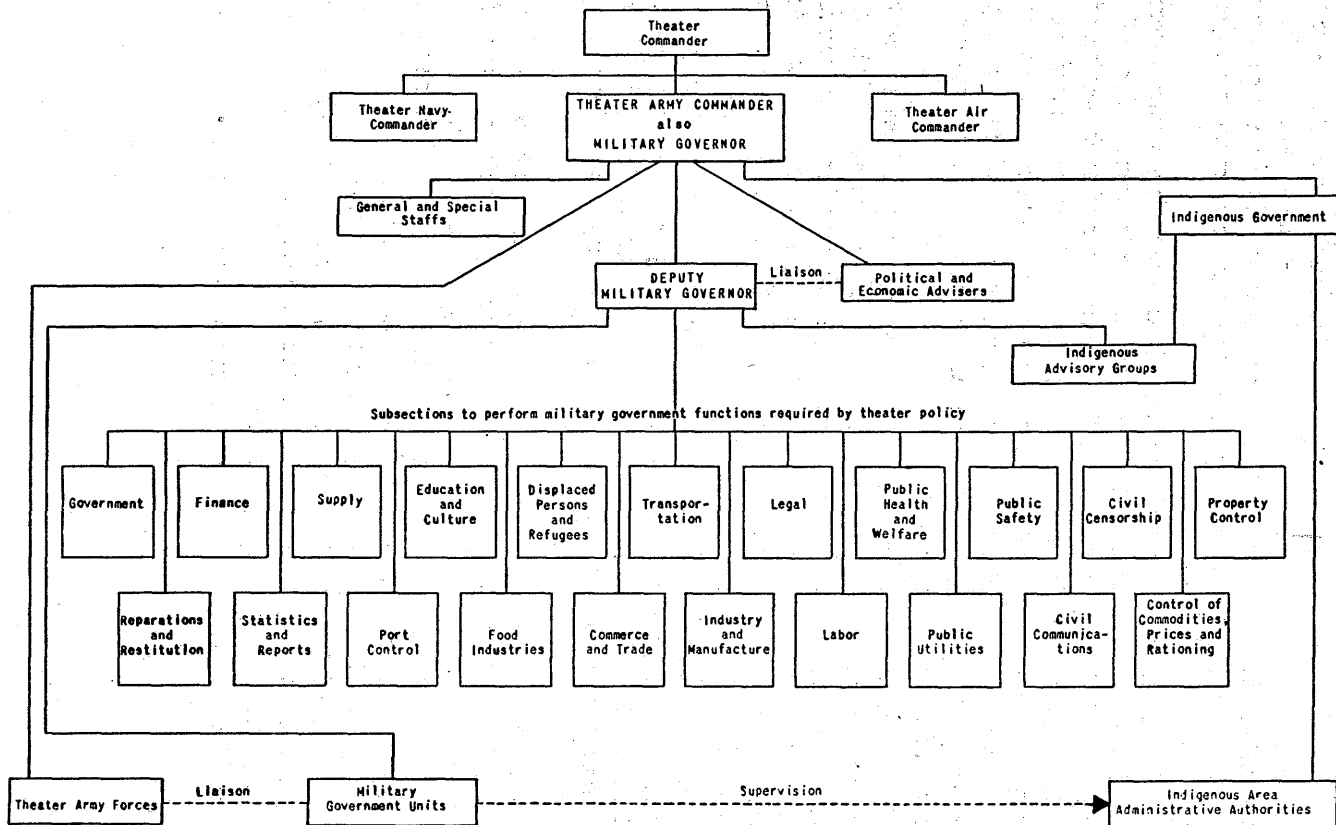 Theater
Commander
Theater Navy-
Commander
THEATER ARMY COMMANDER
also
MILITARY GOVERNOR
Theater Air
Commander
General and Special
Staffs
Indigenous Government
DEPUTY
MILITARY GOVERNOR
Liaison
Political and
Economic Advisers
Indigenous
Advisory Groups
Subsections to perform military government functions required by theater policy
Government
Finance
Supply
Education
and
Culture
Displaced
Persons
and
Refugees
Transpor-
tation
Legal
Public
Health
and
Welfare
Public
Safety
Civil
Censorship
Property
Control
Reparations
and
Restitution
Statistics
and
Reports
Port
Control
Food
Industries
Commerce
and Trade
Industry
and
Manufacture
Labor
Public
Utilities
Civil
Communica-
tions
Control of
Commodities,
Prices and
Rationing
Theater Army Forces
Liaison
Military
Government Units
Supervision
Indigenous Area
Administrative Authorities